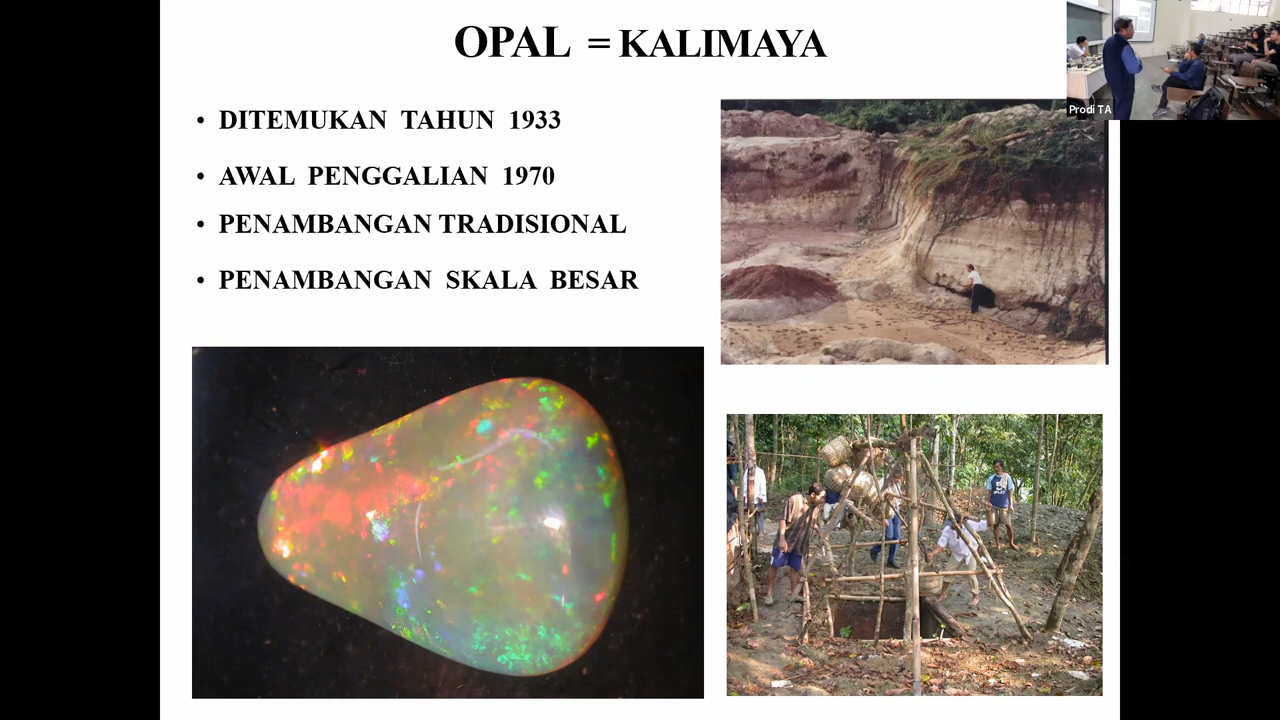 OPAL = KALIMAYA
• DITEMUKAN TAHUN 1933
• AWAL PENGGALIAN 1970
• PENAMBANGAN TRADISIONAL
• PENAMBANGAN SKALA BESAR
Prodi TA